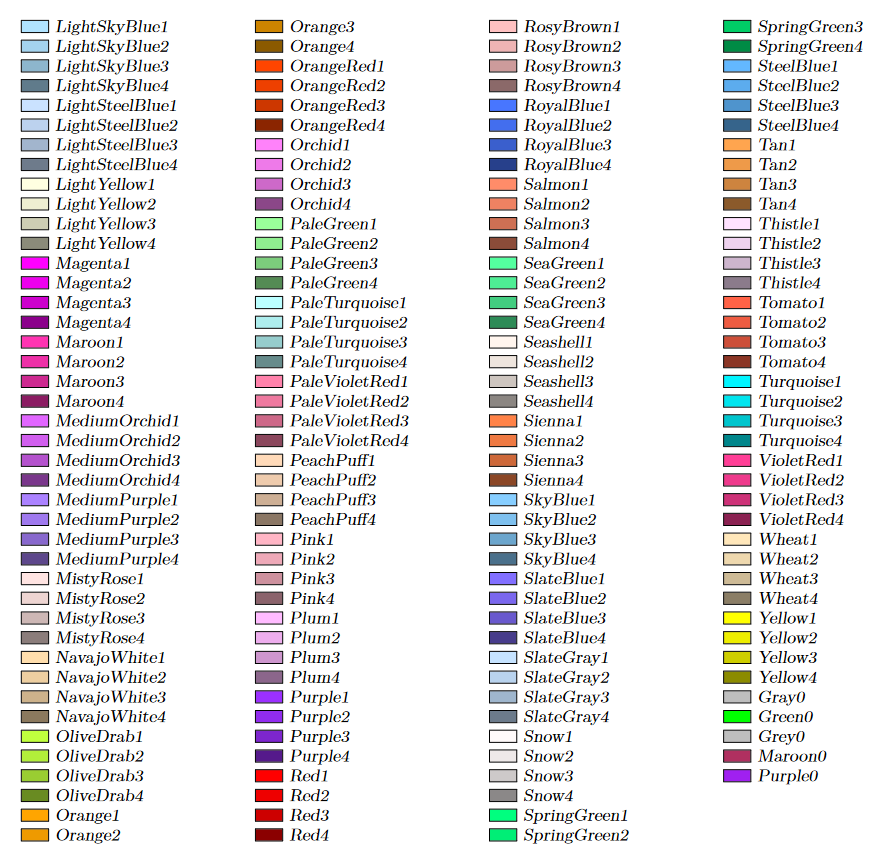 LightSkyBlue1
LightSkyBlue2
LightSkyBlue3
LightSkyBlue4
LightSteelBlue1
LightSteelBlue2
LightSteelBlue3
LightSteelBlue4
LightYellow1
LightYellow2
LightYellow3
LightYellow4
Magenta1
Magenta2
Magenta3
Magenta4
Maroon1
Maroon2
Maroon3
Maroon4
MediumOrchid1
MediumOrchid2
MediumOrchid3
MediumOrchid4
MediumPurple1
MediumPurple2
MediumPurple3
MediumPurple4
MistyRose1
MistyRose2
MistyRose3
MistyRose4
NavajoWhite1
NavajoWhite2
NavajoWhite3
NavajoWhite4
OliveDrab1
OliveDrab2
OliveDrab3
OliveDrab4
Orange1
Orange2
Orange3
Orange4
OrangeRed1
OrangeRed2
OrangeRed3
OrangeRed4
Orchid1
Orchid2
Orchid3
Orchid4
PaleGreen1
PaleGreen2
PaleGreen3
PaleGreen4
PaleTurquoise1
PaleTurquoise2
PaleTurquoise3
PaleTurquoise4
PaleVioletRed1
PaleVioletRed2
PaleVioletRed3
PaleVioletRed4
PeachPuff1
PeachPuff2
PeachPuff3
PeachPuff4
Pink1
Pink2
Pink3
Pink4
Plum1
Plum2
Plum3
Plum4
Purple1
Purple2
Purple3
Purple4
Red1
Red2
Red3
Red4
RosyBrown1
RosyBrown2
RosyBrown3
RosyBrown4
RoyalBlue1
RoyalBlue2
RoyalBlue3
RoyalBlue4
Salmon1
Salmon2
Salmon3
Salmon4
SeaGreen1
SeaGreen2
SeaGreen3
SeaGreen4
Seashell1
Seashell2
Seashell3
Seashell4
Sienna1
Sienna2
Sienna3
Sienna4
SkyBlue1
SkyBlue2
SkyBlue3
SkyBlue4
SlateBlue1
SlateBlue2
SlateBlue3
SlateBlue4
SlateGray1
SlateGray2
SlateGray3
SlateGray4
Snow1
Snow2
Snow3
Snow4
SpringGreen1
SpringGreen2
SpringGreen3
SpringGreen4
SteelBlue1
SteelBlue2
SteelBlue3
SteelBlue4
Tan1
Tan2
Tan3
Tan4
Thistle1
Thistle2
Thistle3
Thistle4
Tomato1
Tomato2
Tomato3
Tomato4
Turquoise1
Turquoise2
Turquoise3
Turquoise4
VioletRed1
VioletRed2
VioletRed3
VioletRed4
Wheat1
Wheat2
Wheat3
Wheat4
Yellow1
Yellow2
Yellow3
Yellow4
Gray0
Green0
Grey0
Maroon0
Purple0